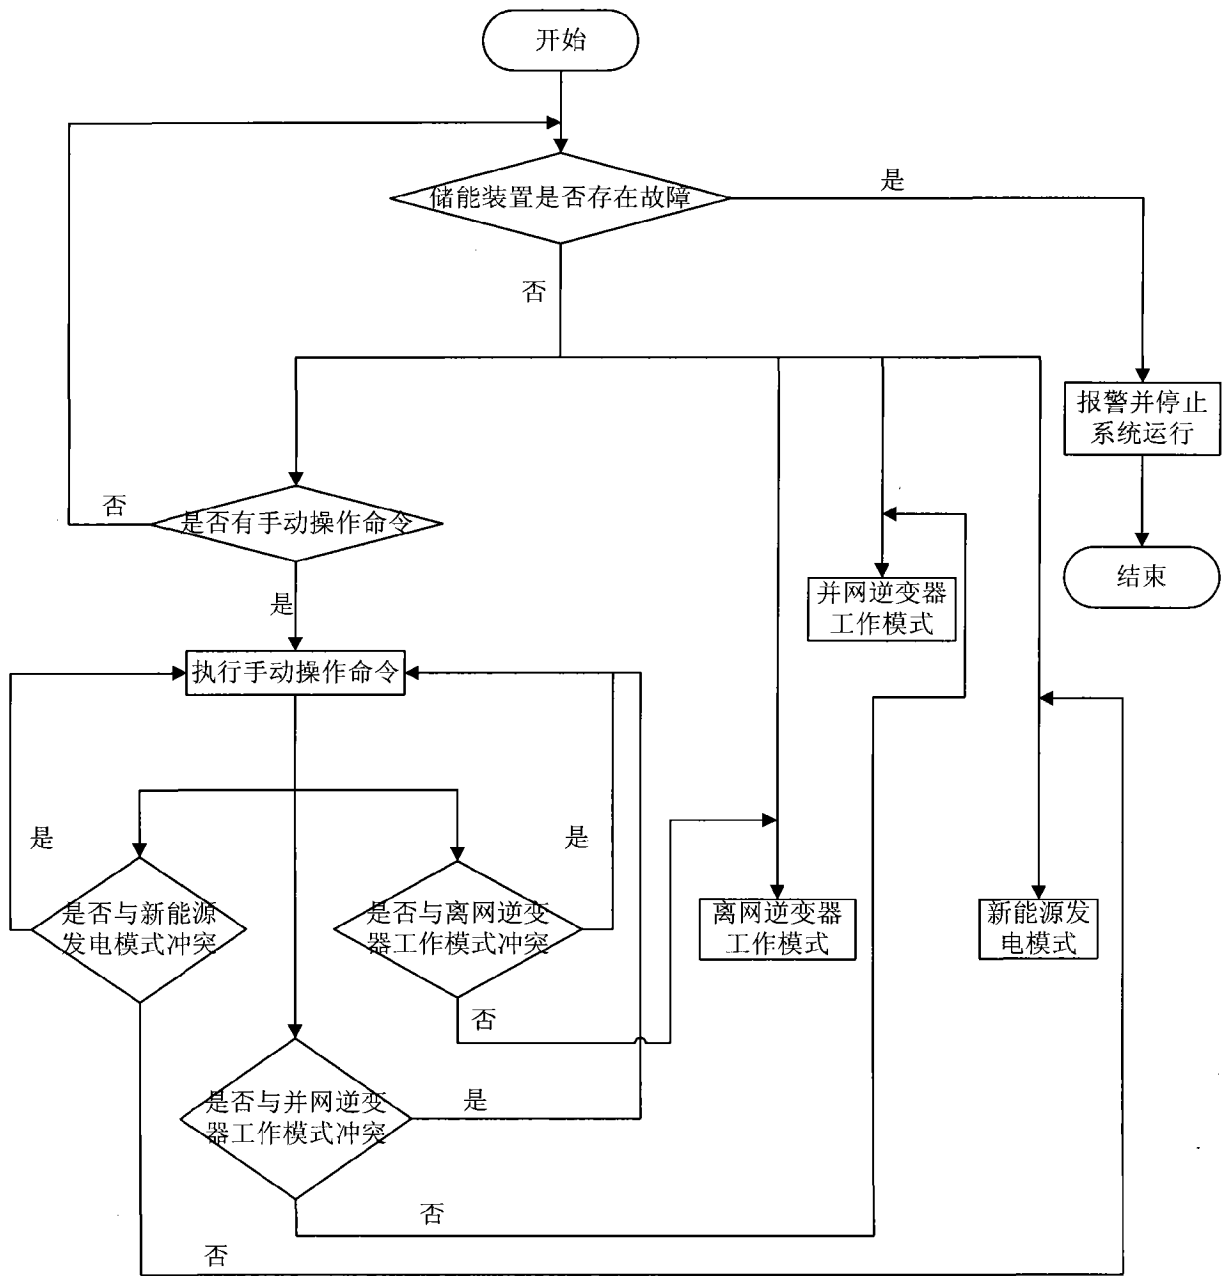 开始
储能装置是否存在故障
是
否
报警并停止
系统运行
否
是否有手动操作命令
结束
并网逆变器
工作模式
是
执行手动操作命令
是
是
是否与新能源
发电模式冲突
是否与离网逆变
器工作模式冲突
离网逆变器
工作模式
新能源发
电模式
否
是否与并网逆变
器工作模式冲突
是
否
否